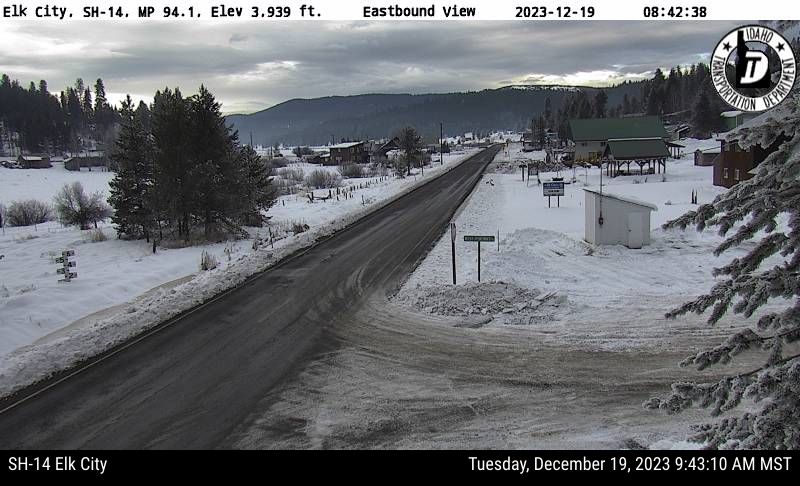 Elk City, SH-14, MP 94.1, Elev 3,939 ft. Eastbound View 2023-12-19 08:42:38
IDAHO
TRANSPORTATION DEPARTMENT
SH-14 Elk City
Tuesday, December 19, 2023 9:43:10 AM MST